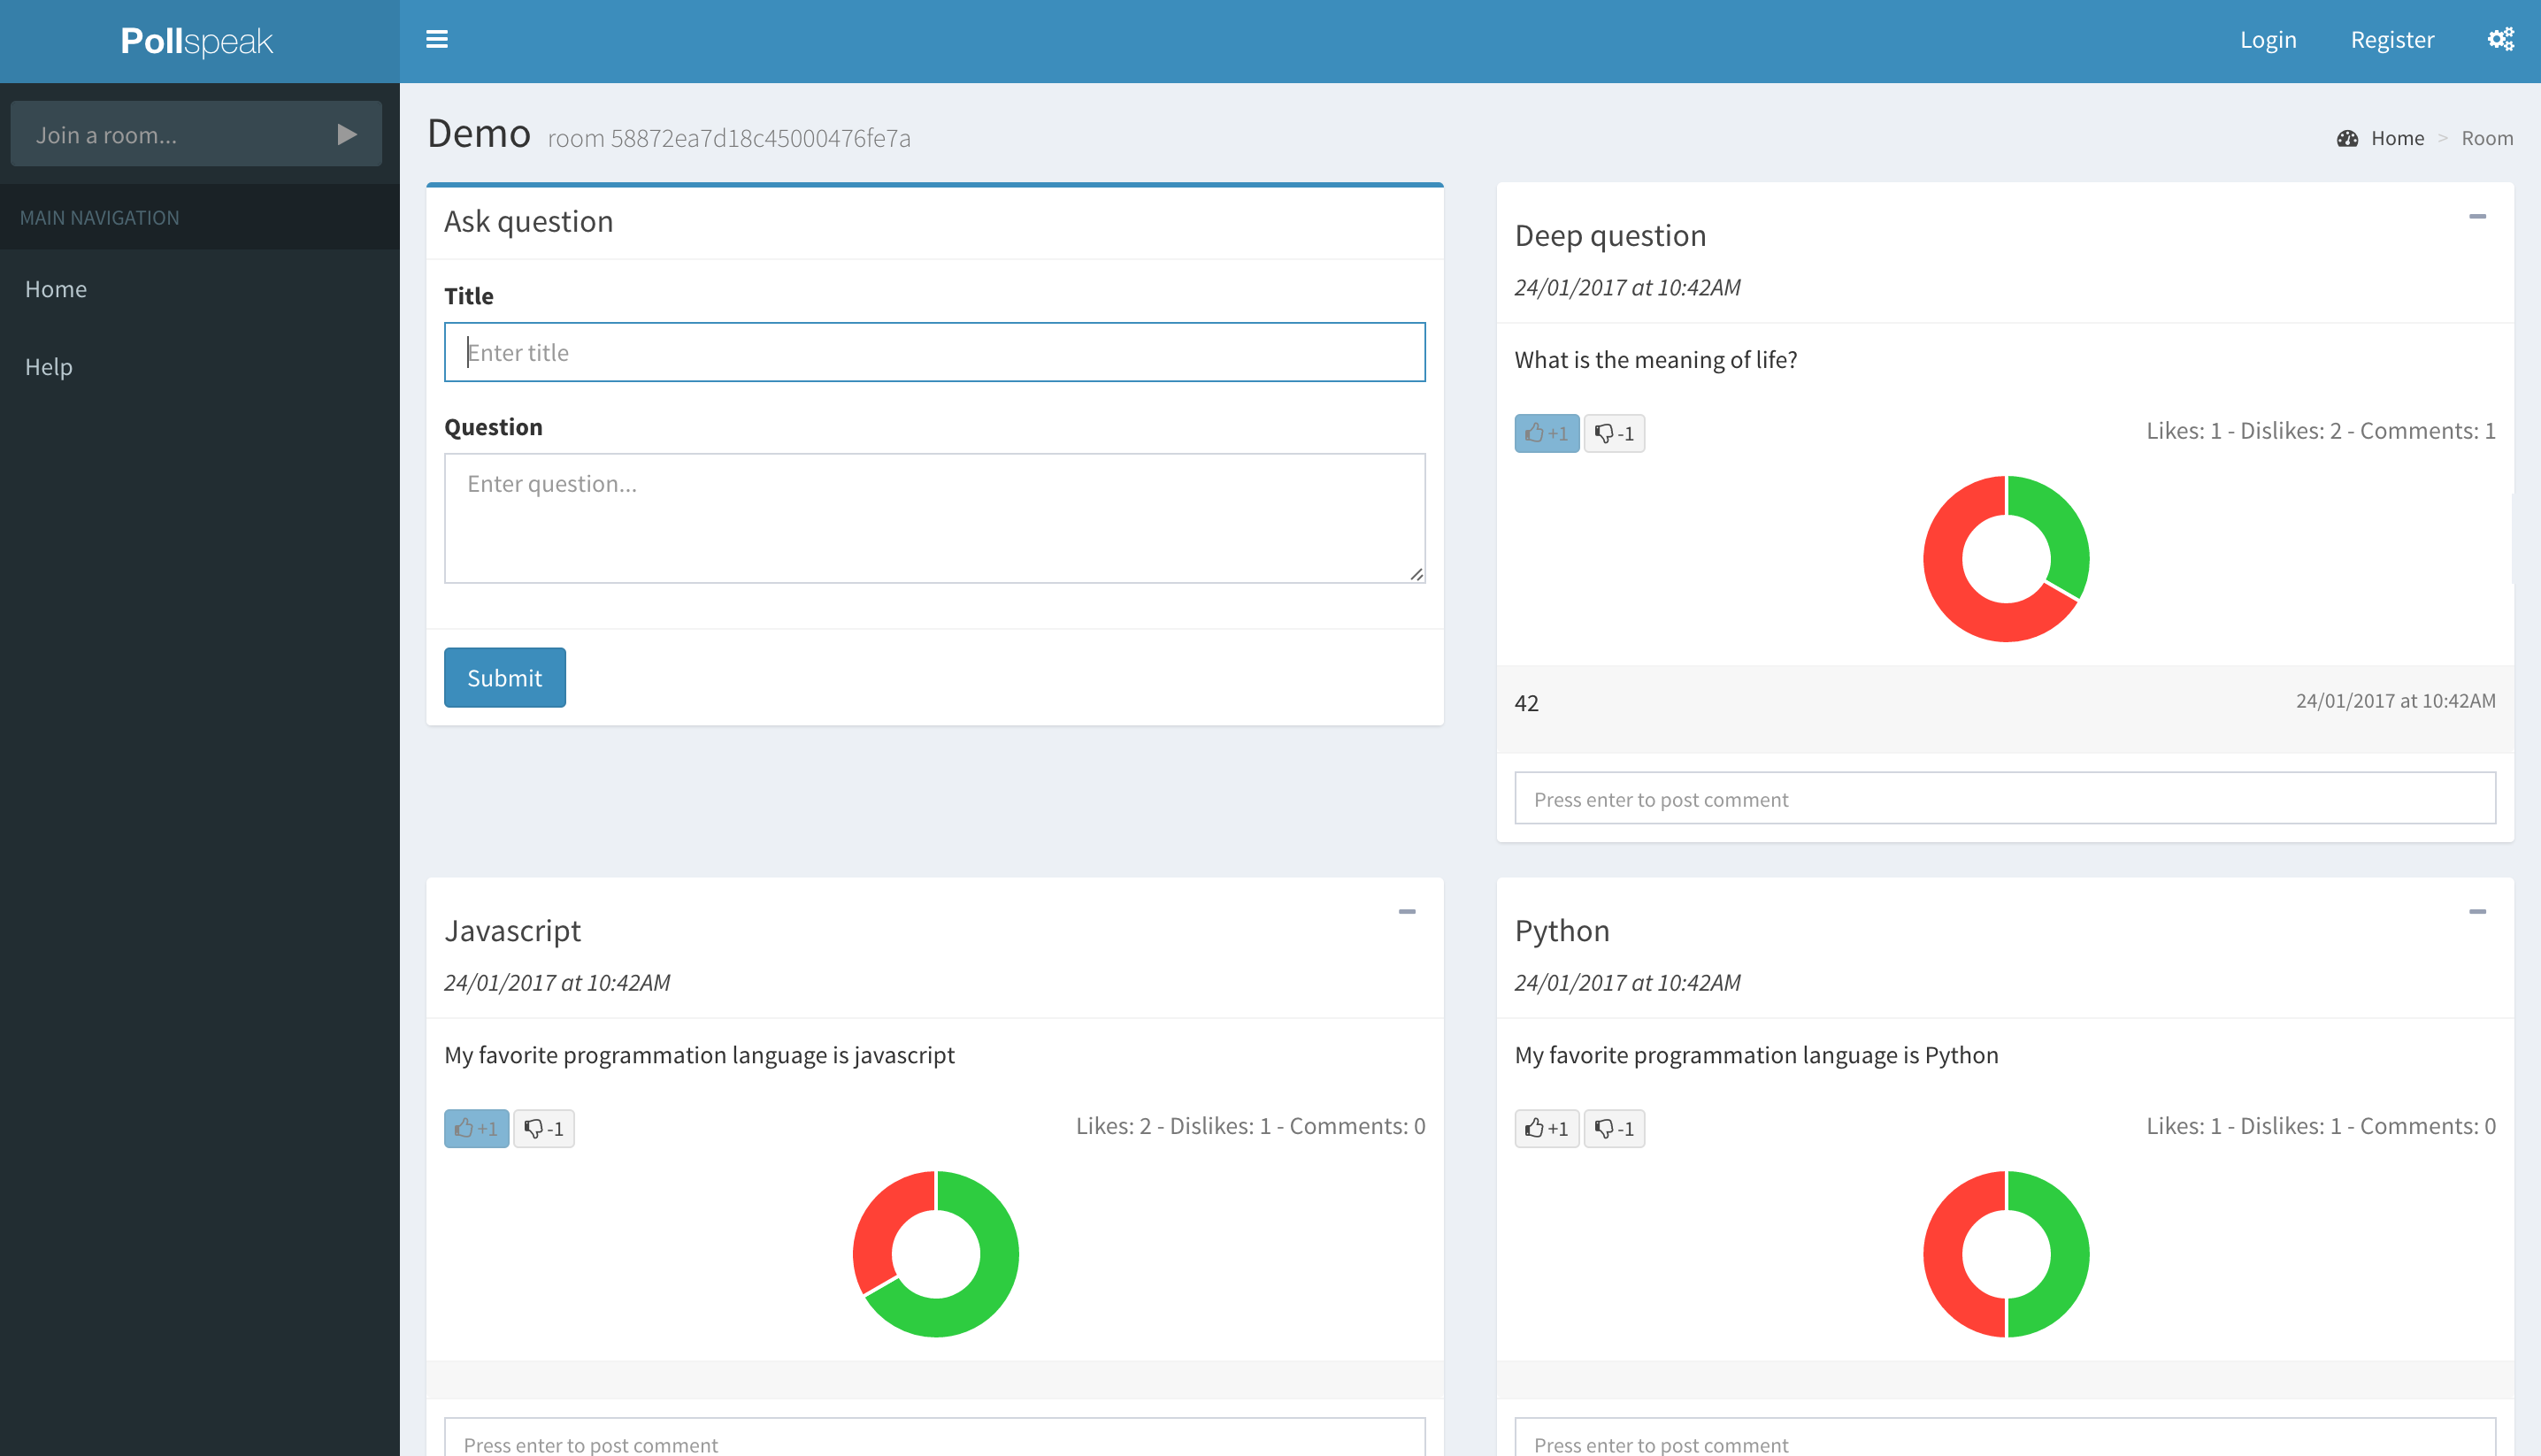 Pollspeak
Login
Register
Join a room...
MAIN NAVIGATION
Home
Help
Demo room 58872ea7d18c45000476fe7a
Home > Room
Ask question
Title
Enter title
Question
Enter question...
Submit
Deep question
24/01/2017 at 10:42AM
What is the meaning of life?
+1 -1
Likes: 1 - Dislikes: 2 - Comments: 1
42
24/01/2017 at 10:42AM
Press enter to post comment
Javascript
24/01/2017 at 10:42AM
My favorite programmation language is javascript
+1 -1
Likes: 2 - Dislikes: 1 - Comments: 0
Press enter to post comment
Python
24/01/2017 at 10:42AM
My favorite programmation language is Python
+1 -1
Likes: 1 - Dislikes: 1 - Comments: 0
Press enter to post comment